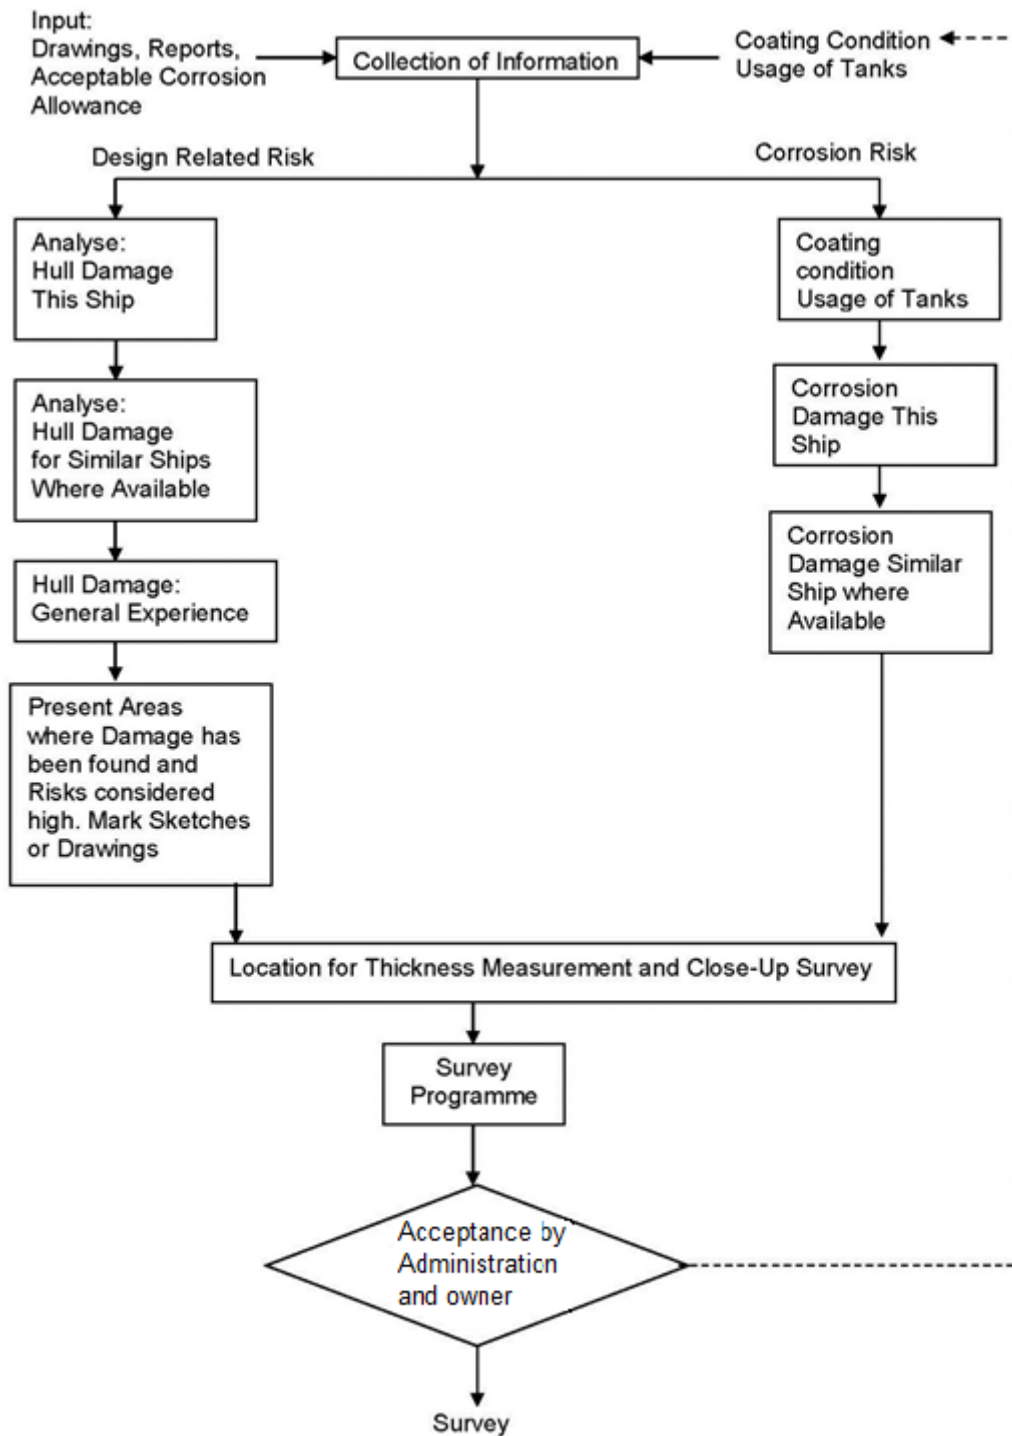 Input:
Drawings, Reports,
Acceptable Corrosion
Allowance
Collection of Information
Coating Condition
Usage of Tanks
Design Related Risk
Corrosion Risk
Analyse:
Hull Damage
This Ship
Coating
condition
Usage of Tanks
Analyse:
Hull Damage
for Similar Ships
Where Available
Corrosion
Damage This
Ship
Hull Damage:
General Experience
Corrosion
Damage Similar
Ship where
Available
Present Areas
where Damage has
been found and
Risks considered
high. Mark Sketches
or Drawings
Location for Thickness Measurement and Close-Up Survey
Survey
Programme
Acceptance by
Administration
and owner
Survey